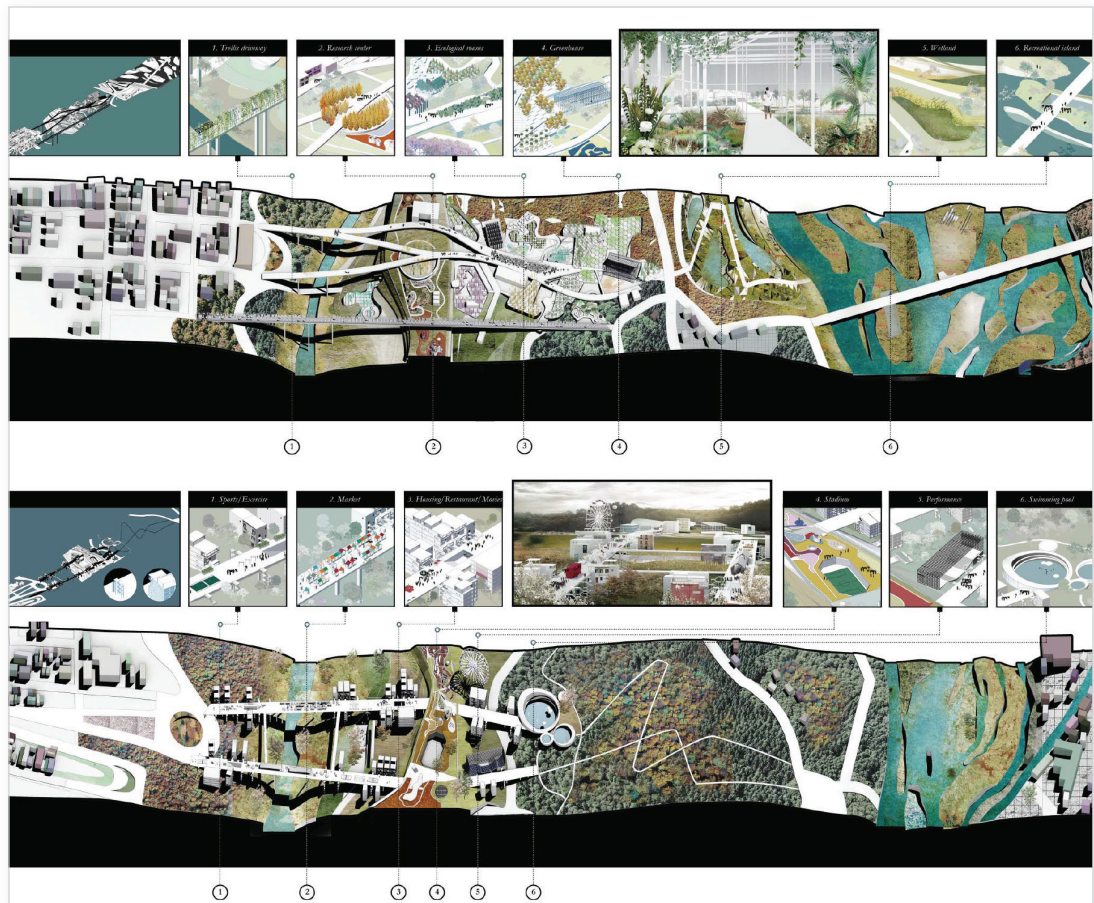 1. Trellis driveway
2. Research center
3. Ecological rooms
4. Greenhouse
5. Wetland
6. Recreational island
1
2
3
4
5
6
1. Sports/Exercise
2. Market
3. Housing/Restaurant/Movies
4. Stadium
5. Performence
6. Swimming pool
1
2
3
4
5
6